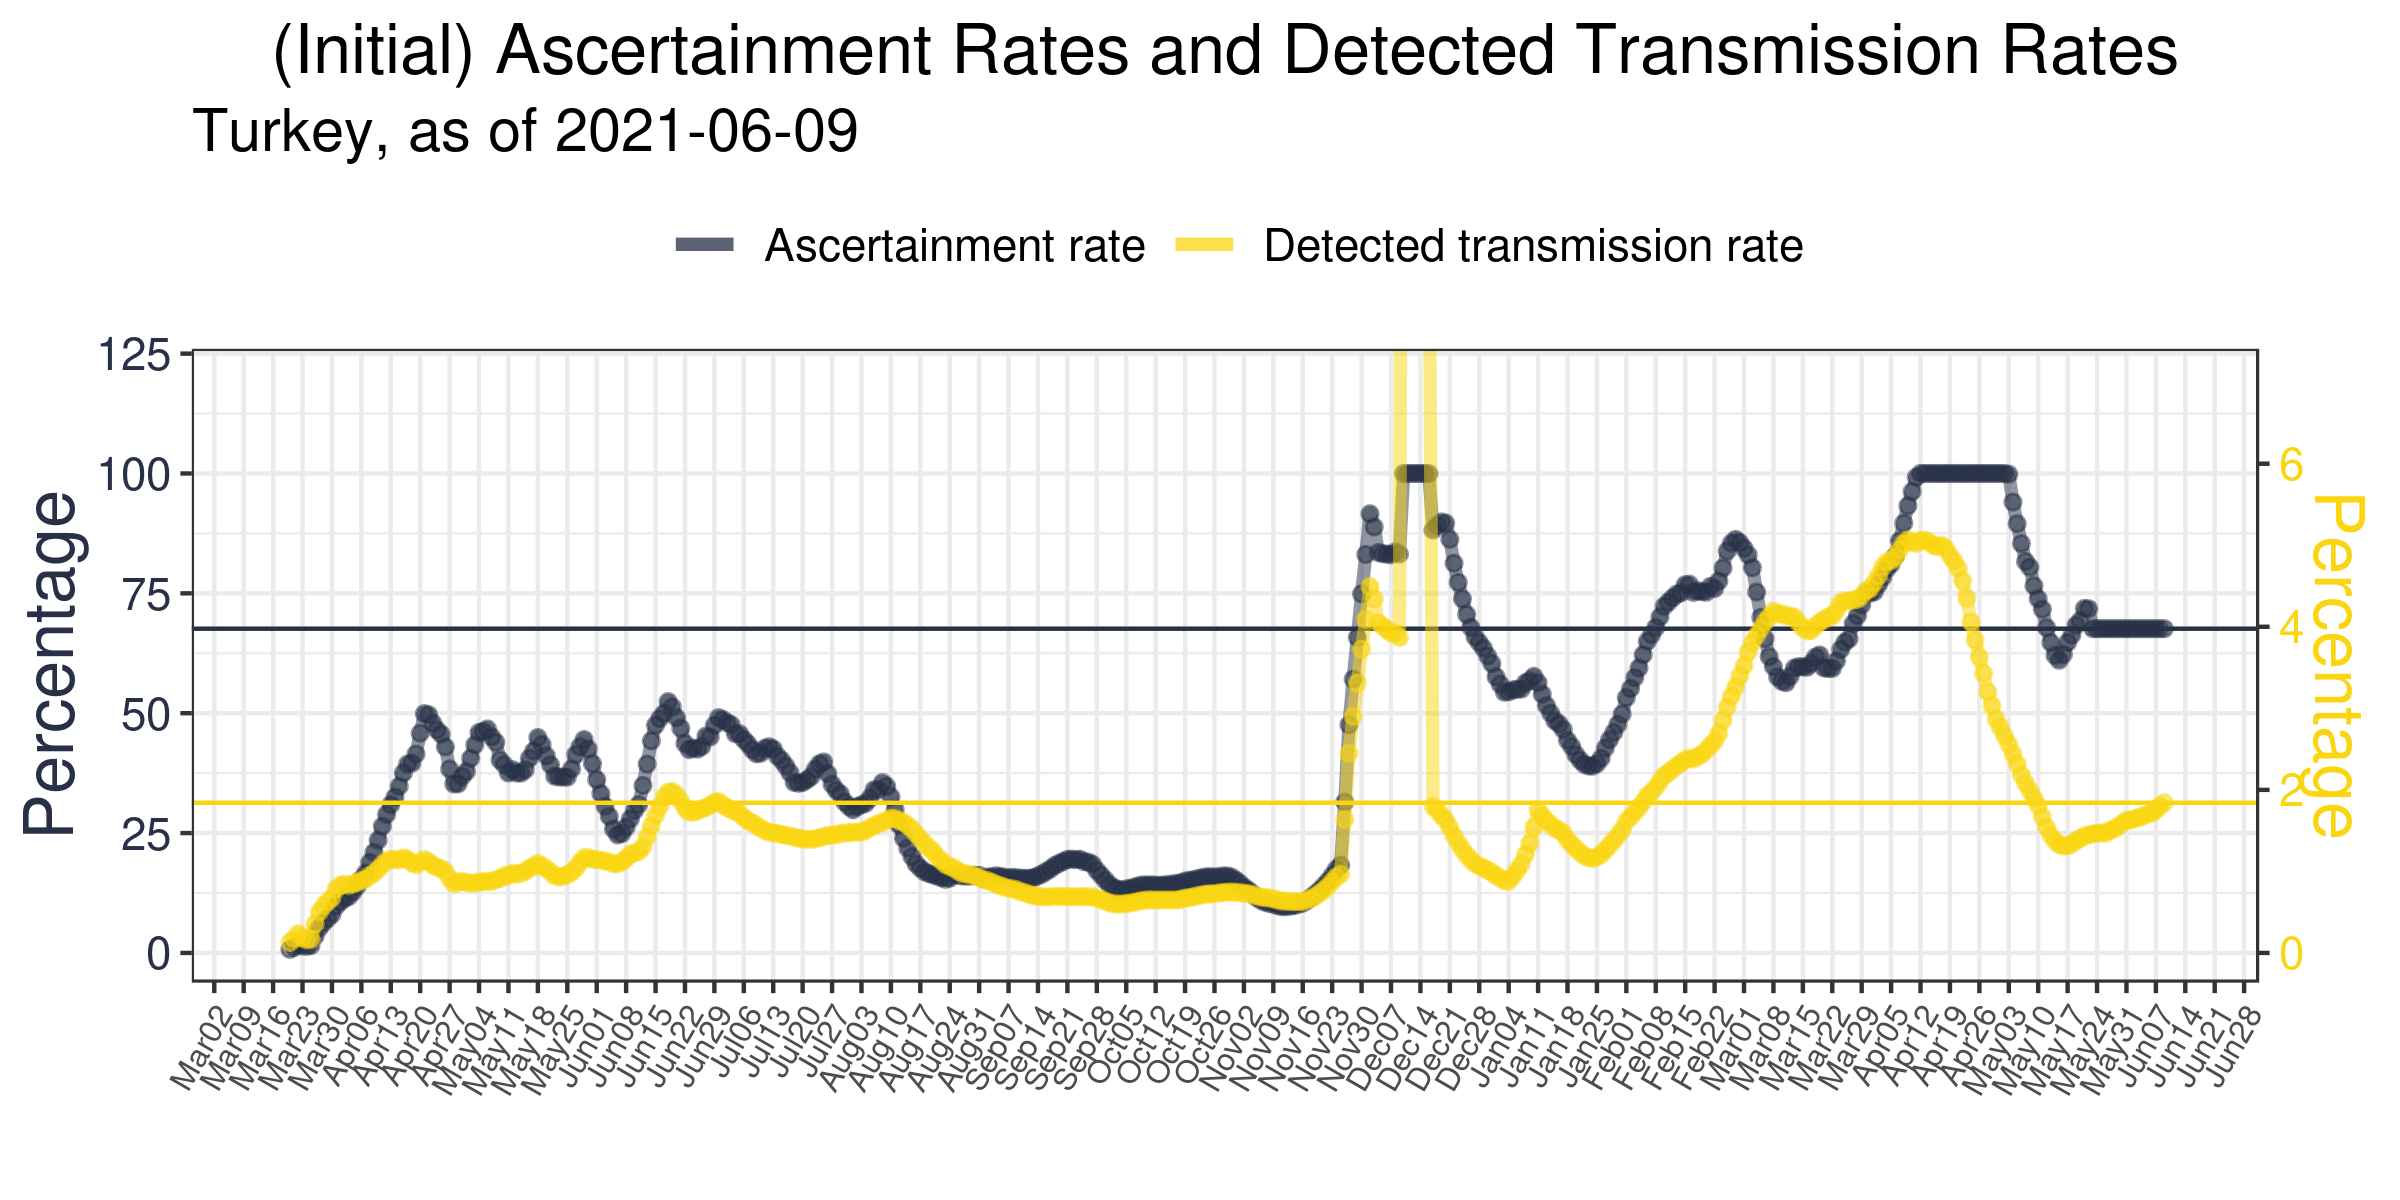 (Initial) Ascertainment Rates and Detected Transmission Rates
Turkey, as of 2021-06-09
Ascertainment rate
Detected transmission rate
Percentage
125
100
75
50
25
0
6
4
2
0
Percentage
Mar02
Mar09
Mar16
Mar23
Mar30
Apr06
Apr13
Apr20
Apr27
May04
May11
May18
May25
Jun01
Jun08
Jun15
Jun22
Jun29
Jul06
Jul13
Jul20
Jul27
Aug03
Aug10
Aug17
Aug24
Aug31
Sep07
Sep14
Sep21
Sep28
Oct05
Oct12
Oct19
Oct26
Nov02
Nov09
Nov16
Nov23
Nov30
Dec07
Dec14
Dec21
Dec28
Jan04
Jan11
Jan18
Jan25
Feb01
Feb08
Feb15
Feb22
Mar01
Mar08
Mar15
Mar22
Mar29
Apr05
Apr12
Apr19
Apr26
May03
May10
May17
May24
May31
Jun07
Jun14
Jun21
Jun28